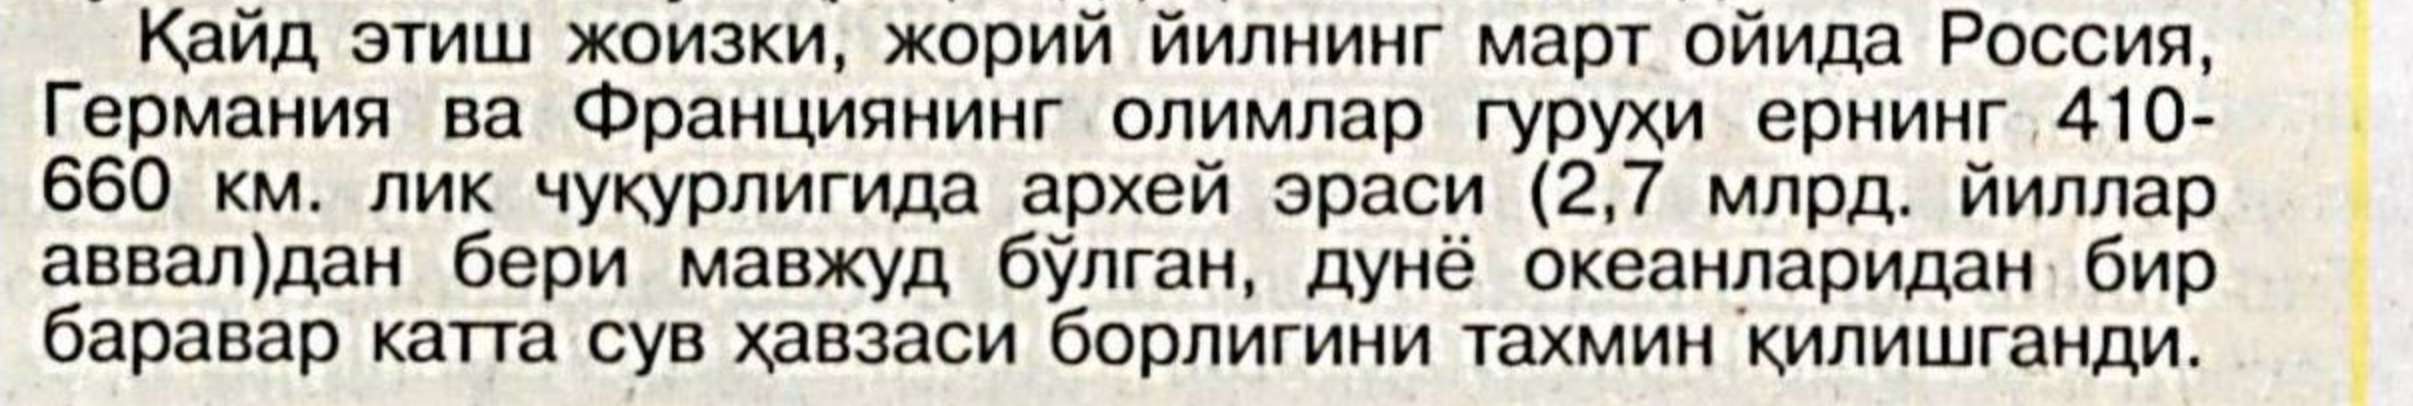 Қайд этиш жоизки, жорий йилнинг март ойида Россия,
Германия ва Франциянинг олимлар гуруҳи ернинг 410-
660 км. лик чуқурлигида архей эраси (2,7 млрд. йиллар
аввал)дан бери мавжуд бўлган, дунё океанларидан бир
баравар катта сув ҳавзаси борлигини тахмин қилишганди.